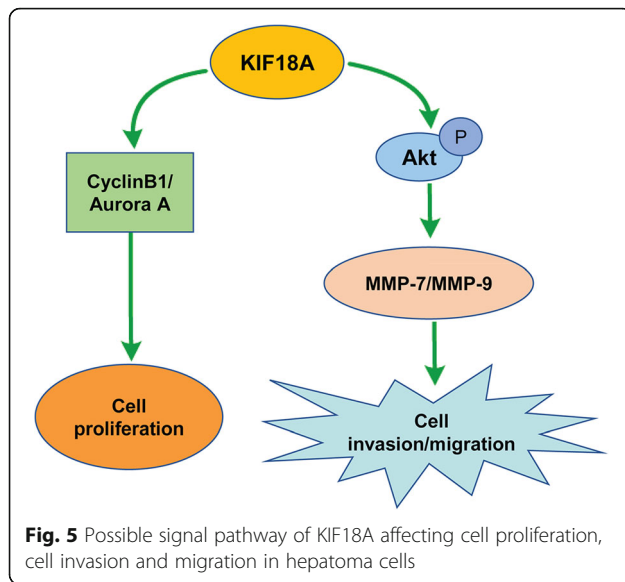 KIF18A
P
Akt
CyclinB1/
Aurora A
MMP-7/MMP-9
Cell
proliferation
Cell
invasion/migration
Fig. 5 Possible signal pathway of KIF18A affecting cell proliferation,
cell invasion and migration in hepatoma cells